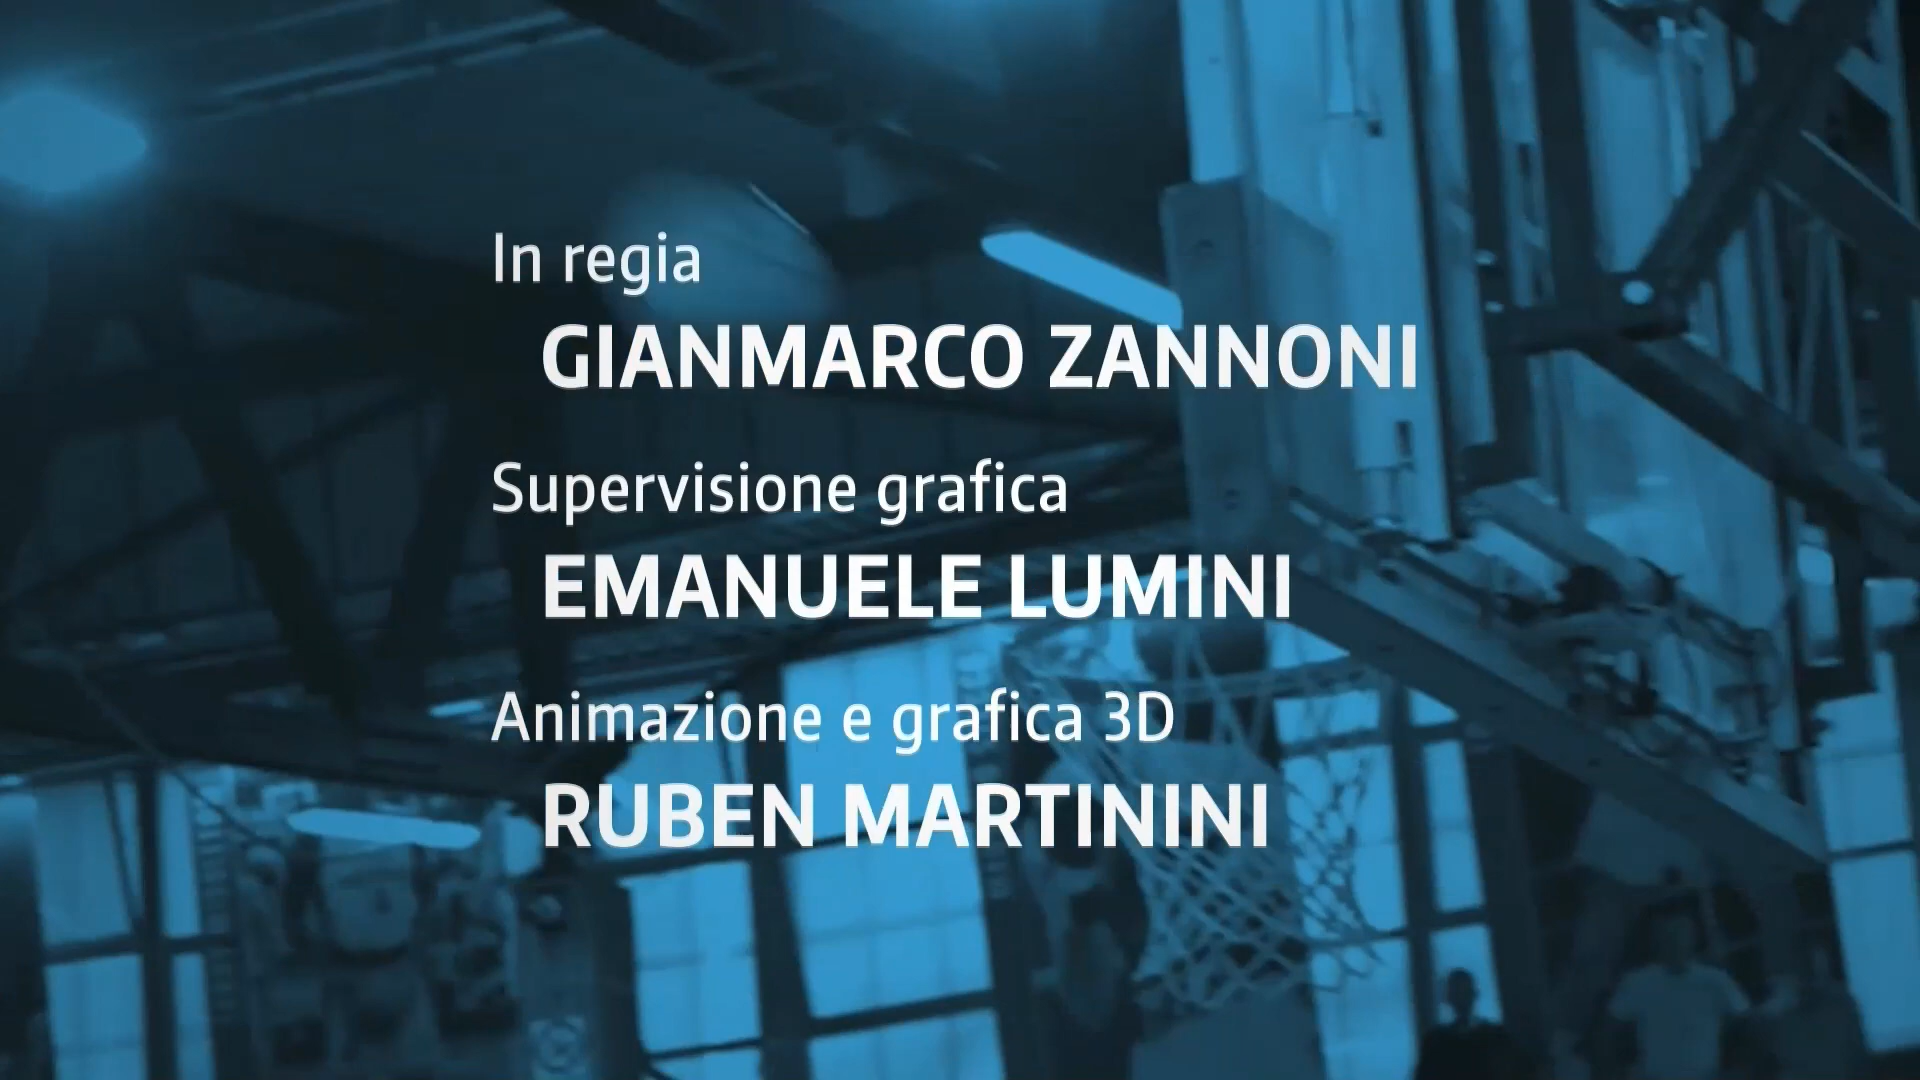 In regia
GIANMARCO ZANNONI
Supervisione grafica
EMANUELE LUMINI
Animazione e grafica 3D
RUBEN MARTININI